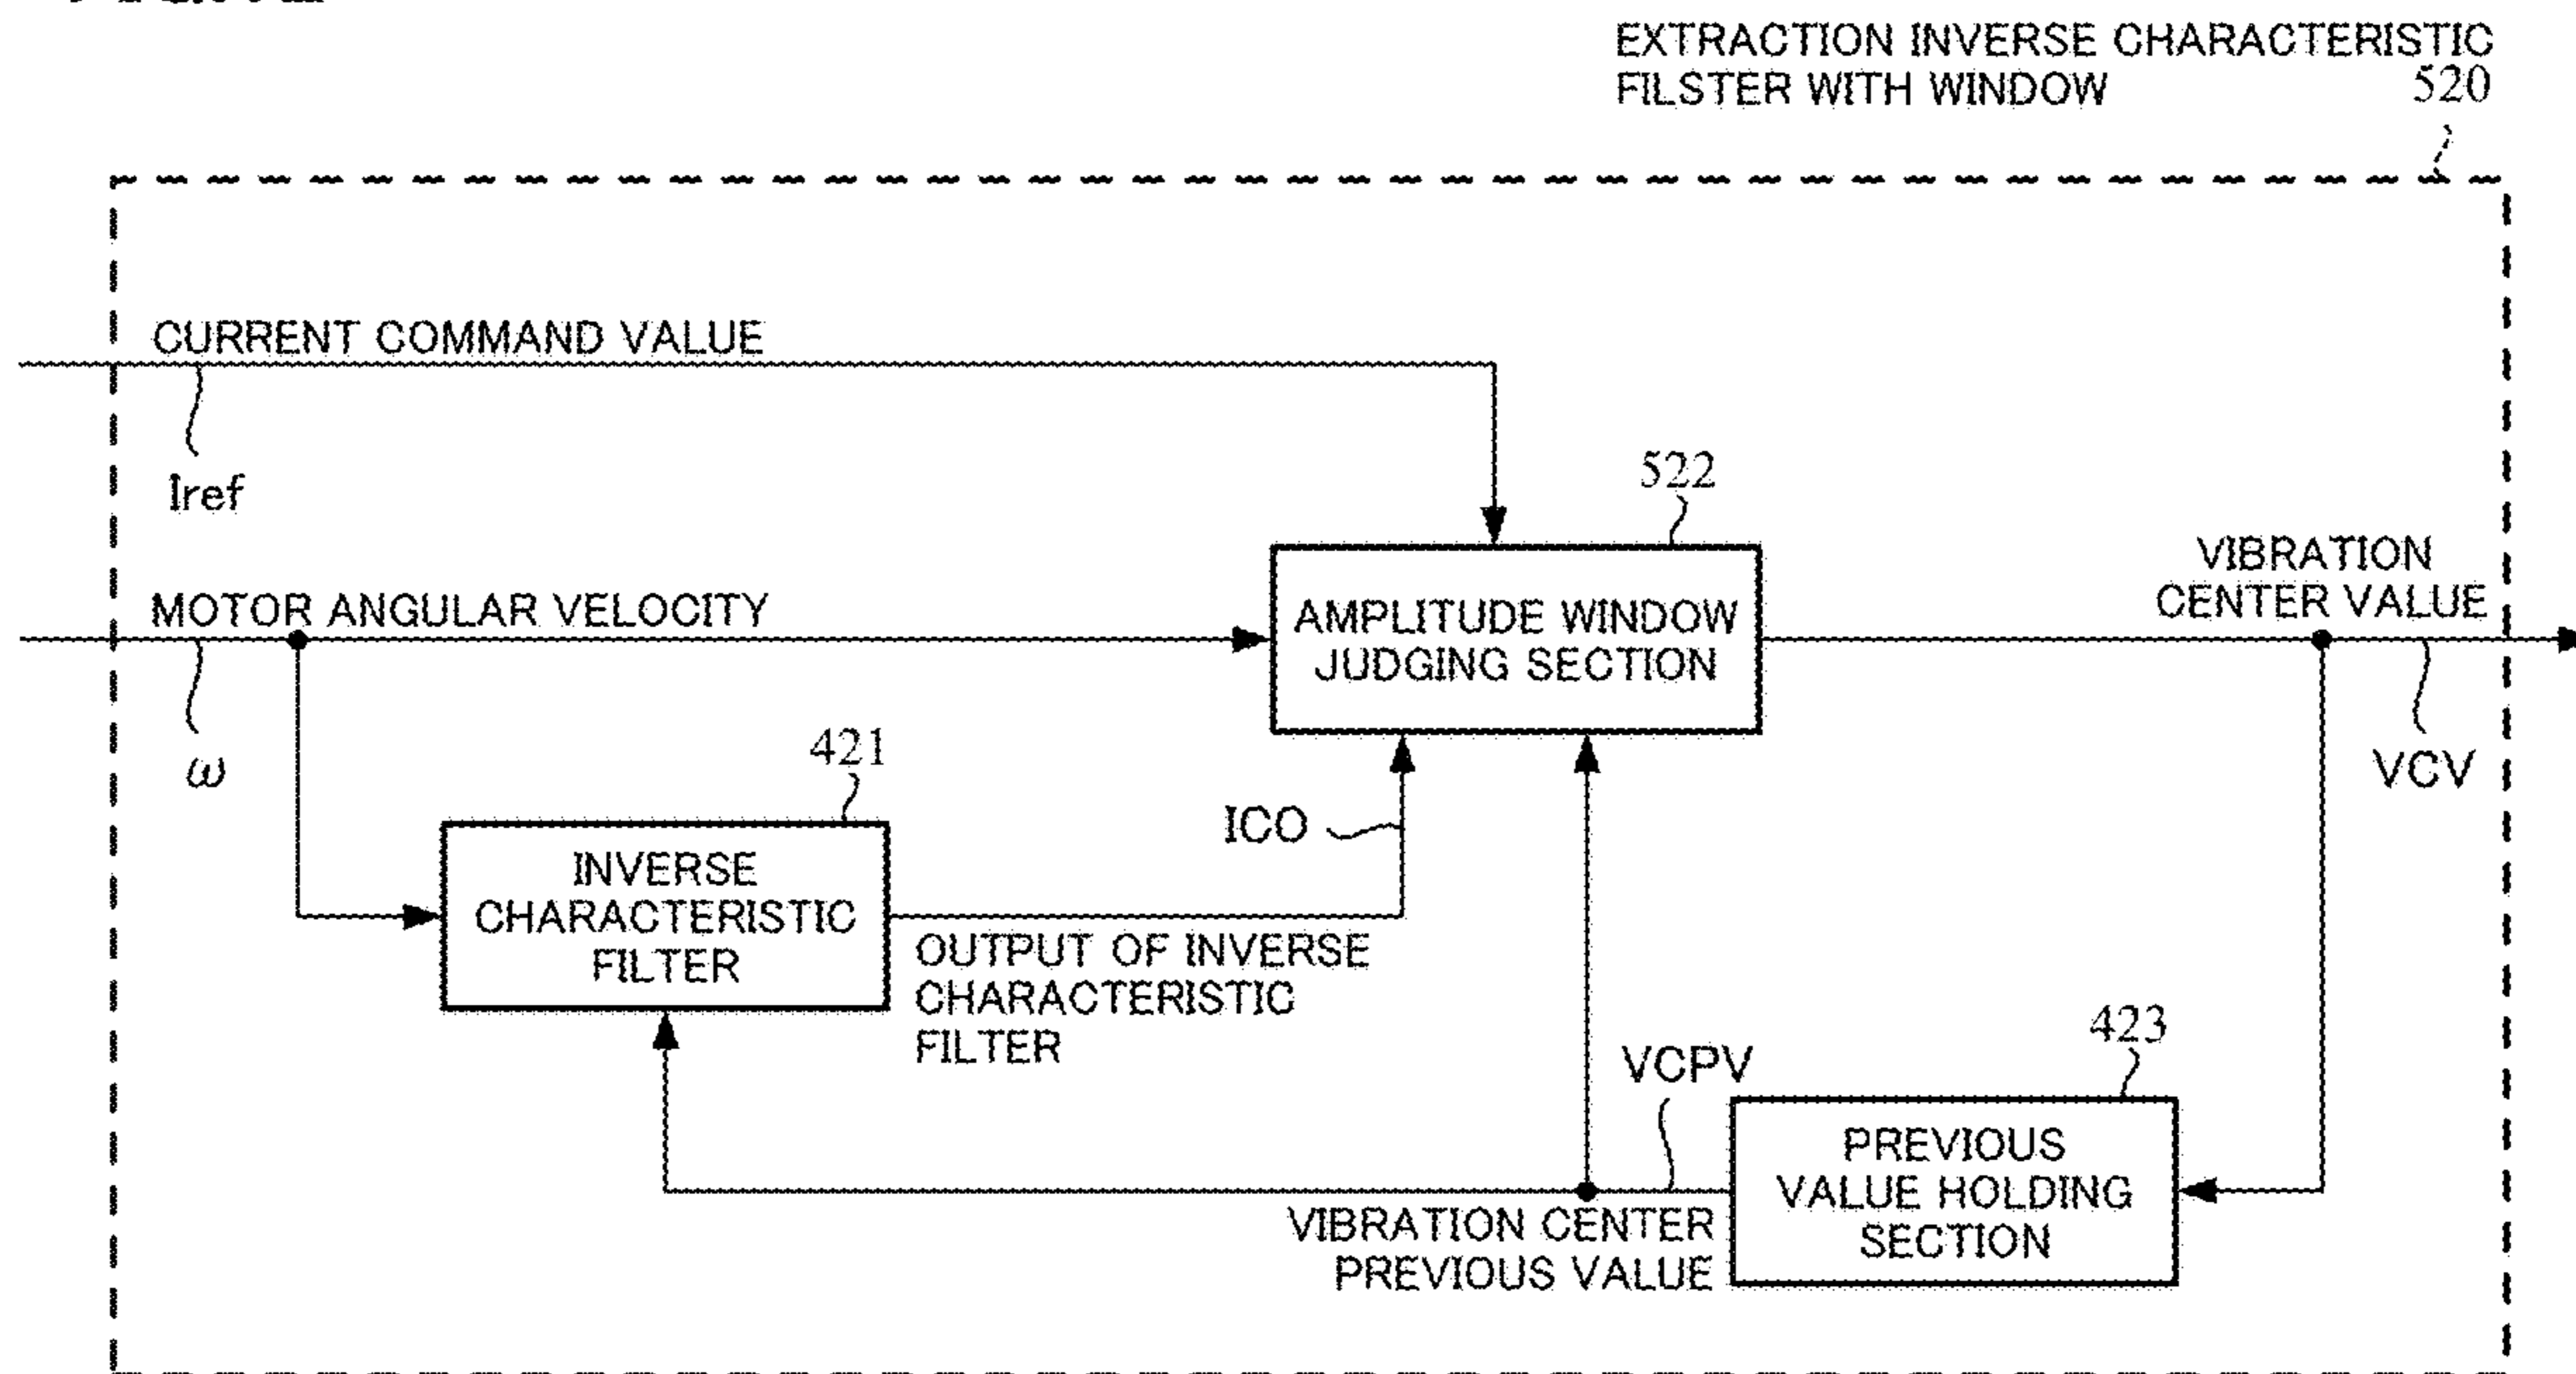 EXTRACTION INVERSE CHARACTERISTIC
FILSTER WITH WINDOW
520
CURRENT COMMAND VALUE
Iref
522
VIBRATION
CENTER VALUE
MOTOR ANGULAR VELOCITY
AMPLITUDE WINDOW
JUDGING SECTION
ω
VCV
421
ICO
INVERSE
CHARACTERISTIC
FILTER
OUTPUT OF INVERSE
CHARACTERISTIC
FILTER
423
VCPV
PREVIOUS
VALUE HOLDING
SECTION
VIBRATION CENTER
PREVIOUS VALUE